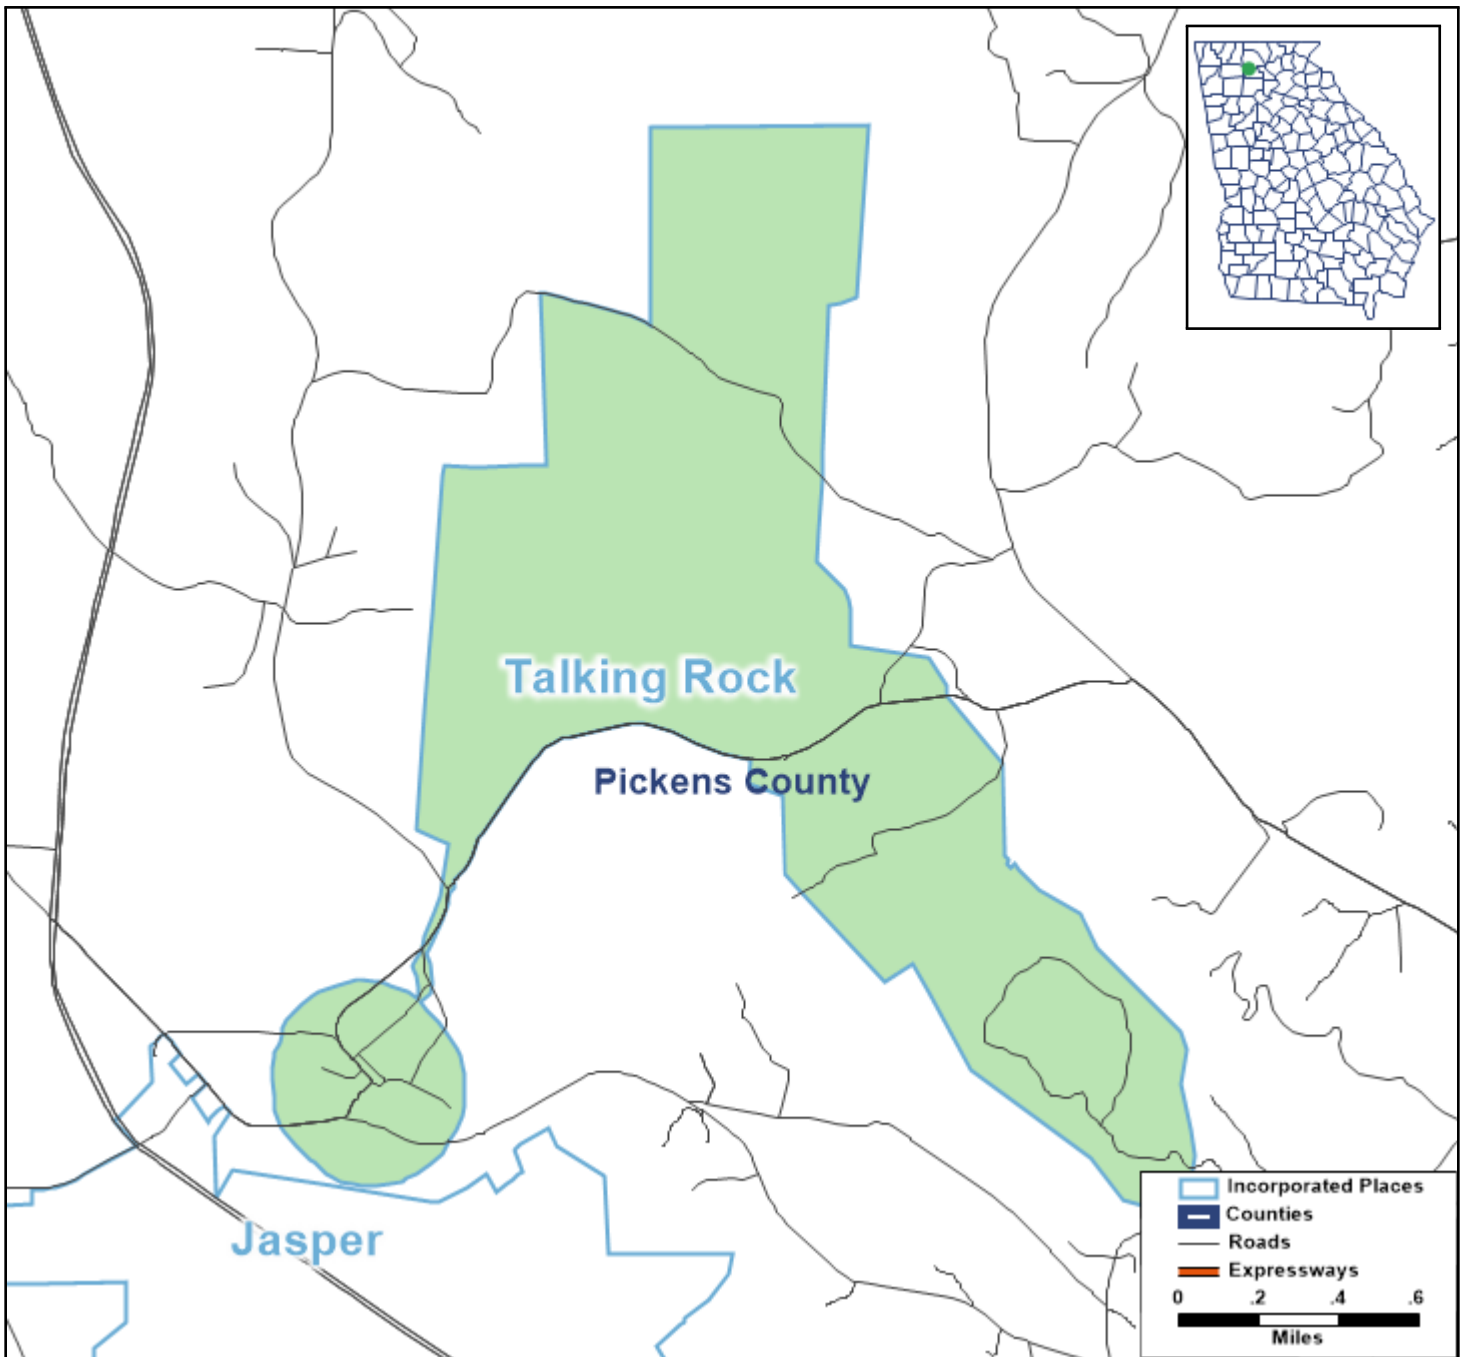 Talking Rock
Pickens County
Jasper
Incorporated Places
Counties
Roads
Expressways
0 .2 .4 .6
Miles